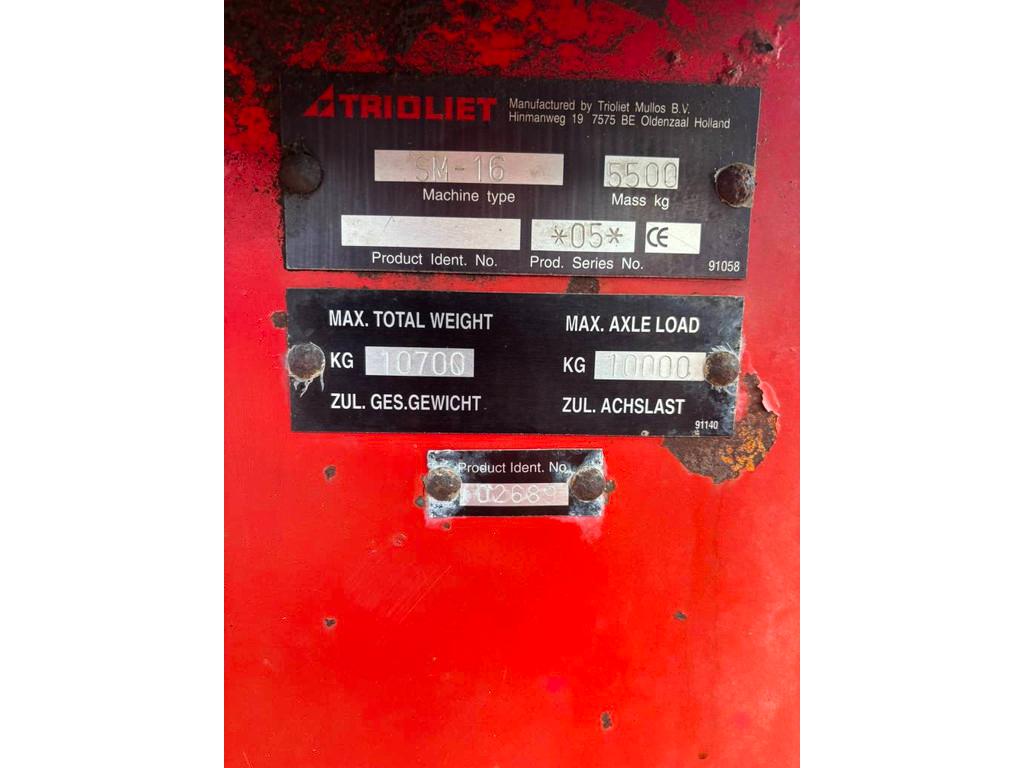 TRIOLIET
Manufactured by Trioliet Mullos B.V.
Hinmanweg 19 7575 BE Oldenzaal Holland
SM-16 5500
Machine type Mass kg
*05* CE
Product Ident. No. Prod. Series No. 91058
MAX. TOTAL WEIGHT MAX. AXLE LOAD
KG 10700 KG 10000
ZUL. GES.GEWICHT ZUL. ACHSLAST
91140
Product Ident. No.
02689